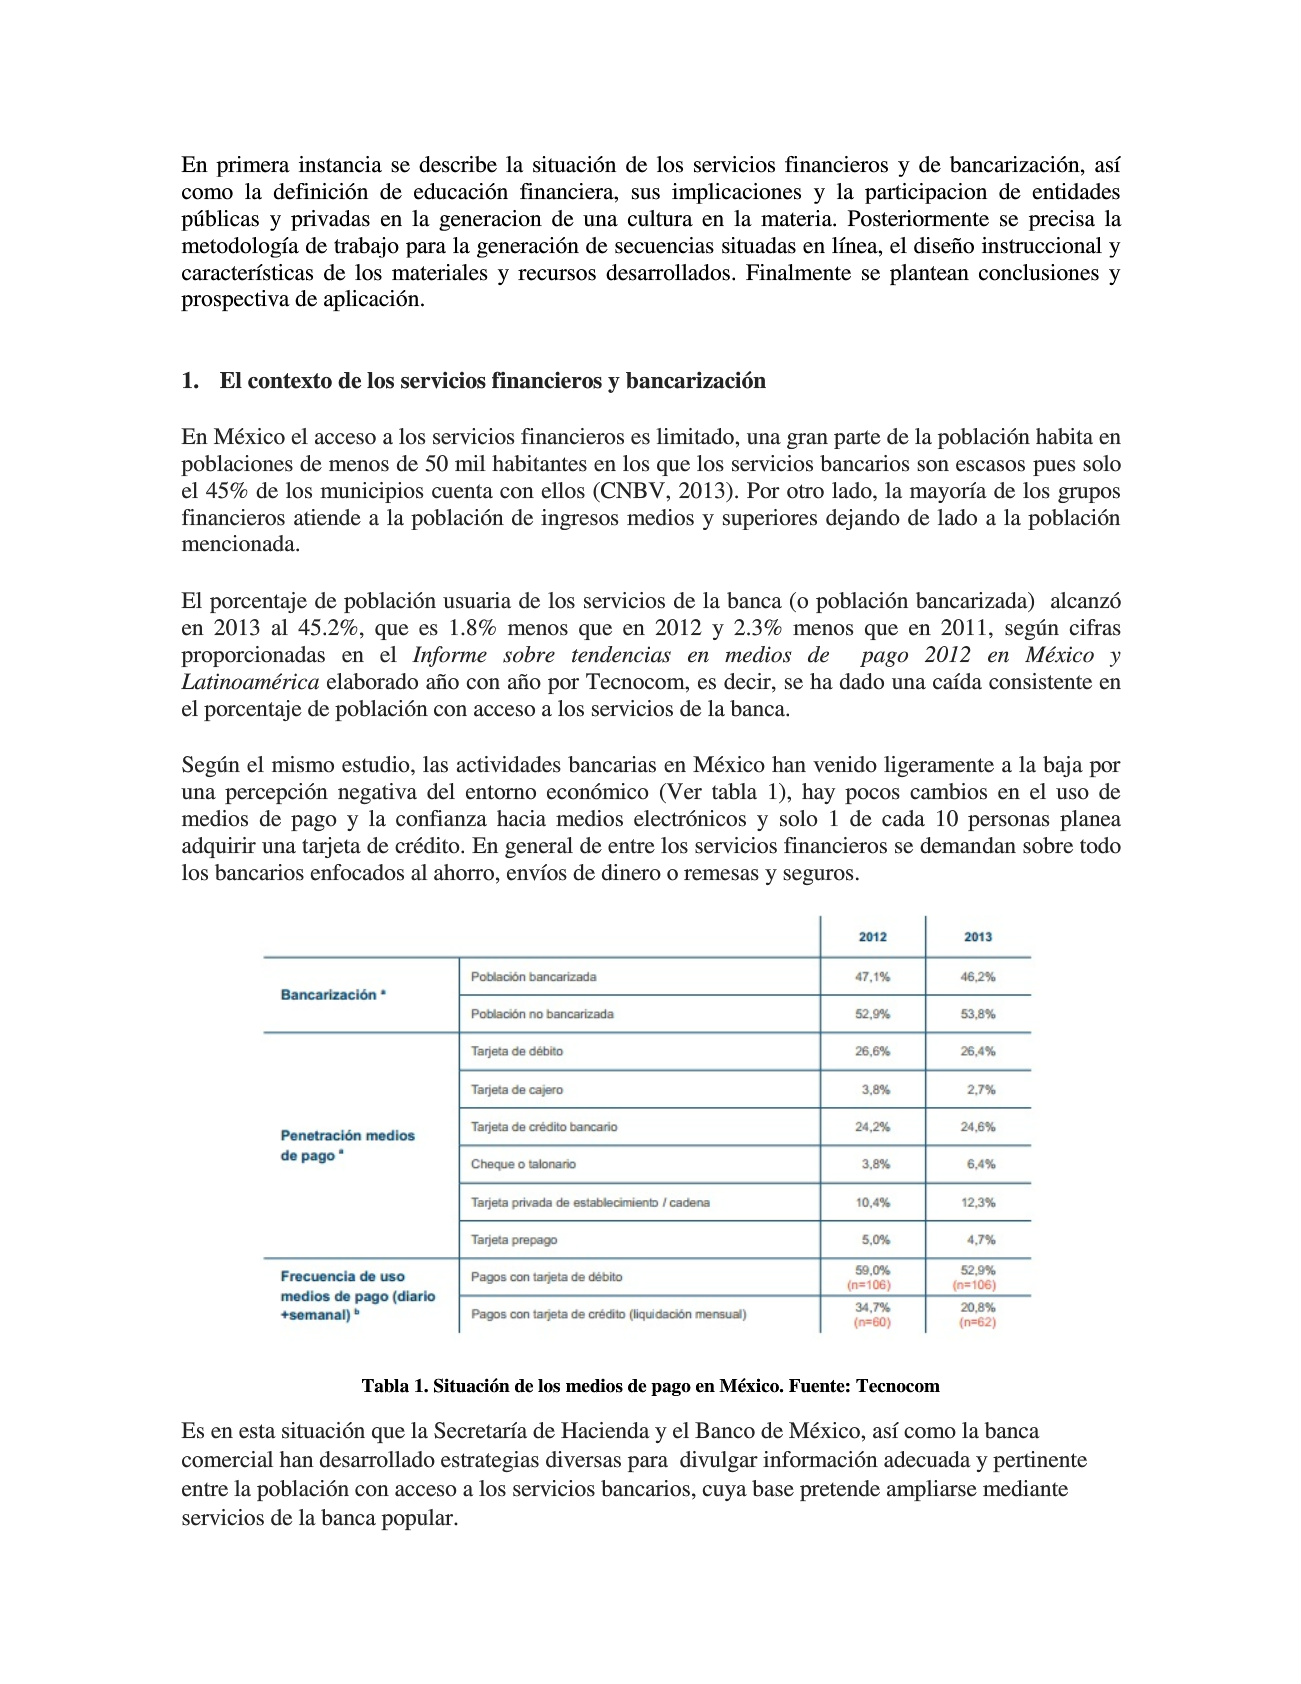 En primera instancia se describe la situación de los servicios financieros y de bancarización, así
como la definición de educación financiera, sus implicaciones y la participacion de entidades
públicas y privadas en la generacion de una cultura en la materia. Posteriormente se precisa la
metodología de trabajo para la generación de secuencias situadas en línea, el diseño instruccional y
características de los materiales y recursos desarrollados. Finalmente se plantean conclusiones y
prospectiva de aplicación.
1. El contexto de los servicios financieros y bancarización
En México el acceso a los servicios financieros es limitado, una gran parte de la población habita en
poblaciones de menos de 50 mil habitantes en los que los servicios bancarios son escasos pues solo
el 45% de los municipios cuenta con ellos (CNBV, 2013). Por otro lado, la mayoría de los grupos
financieros atiende a la población de ingresos medios y superiores dejando de lado a la población
mencionada.
El porcentaje de población usuaria de los servicios de la banca (o población bancarizada) alcanzó
en 2013 al 45.2%, que es 1.8% menos que en 2012 y 2.3% menos que en 2011, según cifras
proporcionadas en el Informe sobre tendencias en medios de pago 2012 en México y
Latinoamérica elaborado año con año por Tecnocom, es decir, se ha dado una caída consistente en
el porcentaje de población con acceso a los servicios de la banca.
Según el mismo estudio, las actividades bancarias en México han venido ligeramente a la baja por
una percepción negativa del entorno económico (Ver tabla 1), hay pocos cambios en el uso de
medios de pago y la confianza hacia medios electrónicos y solo 1 de cada 10 personas planea
adquirir una tarjeta de crédito. En general de entre los servicios financieros se demandan sobre todo
los bancarios enfocados al ahorro, envíos de dinero o remesas y seguros.
2012 2013
Bancarización ª
Población bancarizada 47,1% 46,2%
Población no bancarizada 52,9% 53,8%
Penetración medios
de pago ª
Tarjeta de débito 26,6% 26,4%
Tarjeta de cajero 3,8% 2,7%
Tarjeta de crédito bancario 24,2% 24,6%
Cheque o talonario 3,8% 6,4%
Tarjeta privada de establecimiento / cadena 10,4% 12,3%
Tarjeta prepago 5,0% 4,7%
Frecuencia de uso
medios de pago (diario
+semanal) b
Pagos con tarjeta de débito 59,0% 52,9%
(n=106) (n=106)
Pagos con tarjeta de crédito (liquidación mensual) 34,7% 20,8%
(n=60) (n=62)
Tabla 1. Situación de los medios de pago en México. Fuente: Tecnocom
Es en esta situación que la Secretaría de Hacienda y el Banco de México, así como la banca
comercial han desarrollado estrategias diversas para divulgar información adecuada y pertinente
entre la población con acceso a los servicios bancarios, cuya base pretende ampliarse mediante
servicios de la banca popular.